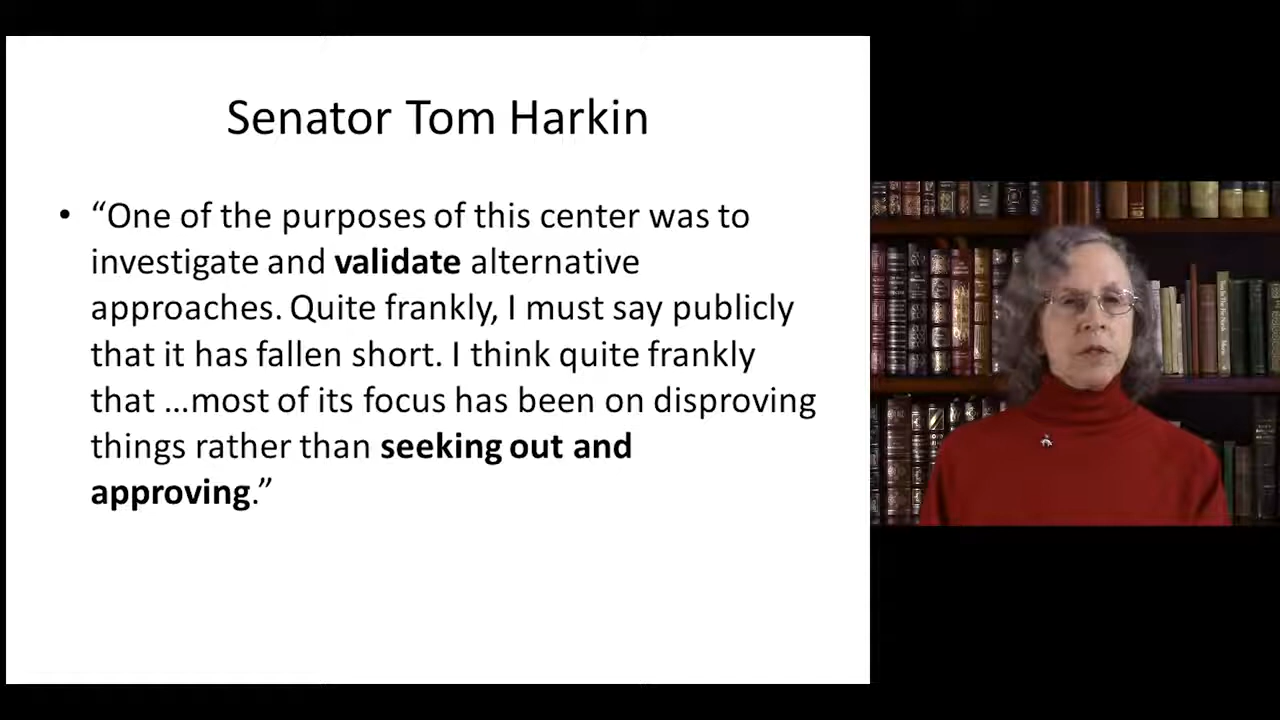 Senator Tom Harkin
• “One of the purposes of this center was to
investigate and validate alternative
approaches. Quite frankly, I must say publicly
that it has fallen short. I think quite frankly
that …most of its focus has been on disproving
things rather than seeking out and
approving.”